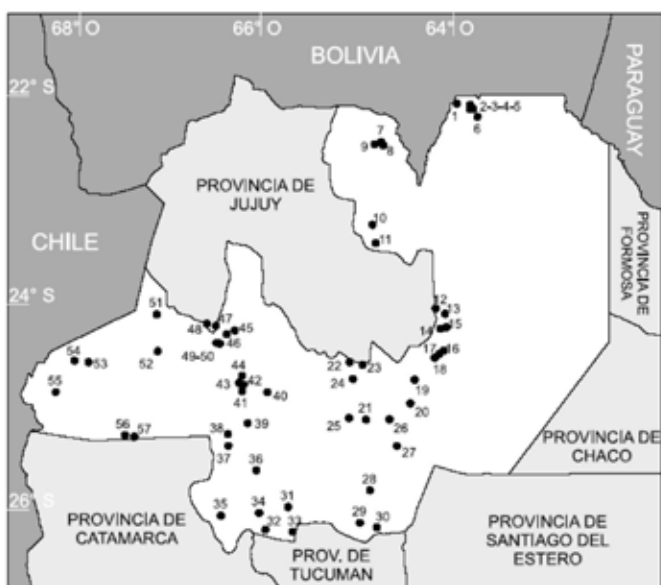 68° O 66° O 64° O
BOLIVIA
PARAGUAY
22° S
1
2-3-4-5
6
7
9 8
PROVINCIA DE
JUJUY
10
11
CHILE
PROVINCIA
DE
FORMOSA
24° S
12
13
51
48 47 45
14 15
49-50 46
52
17 16
18
54 53
22 23
44
24
43 42
19
55
41 40
20
25 21 26
56 57
38 39
37
27
PROVINCIA DE
CHACO
36
28
26° S
35 34 31
29 30
32 33
PROVINCIA DE
CATAMARCA
PROV. DE
TUCUMAN
PROVINCIA DE
SANTIAGO DEL
ESTERO